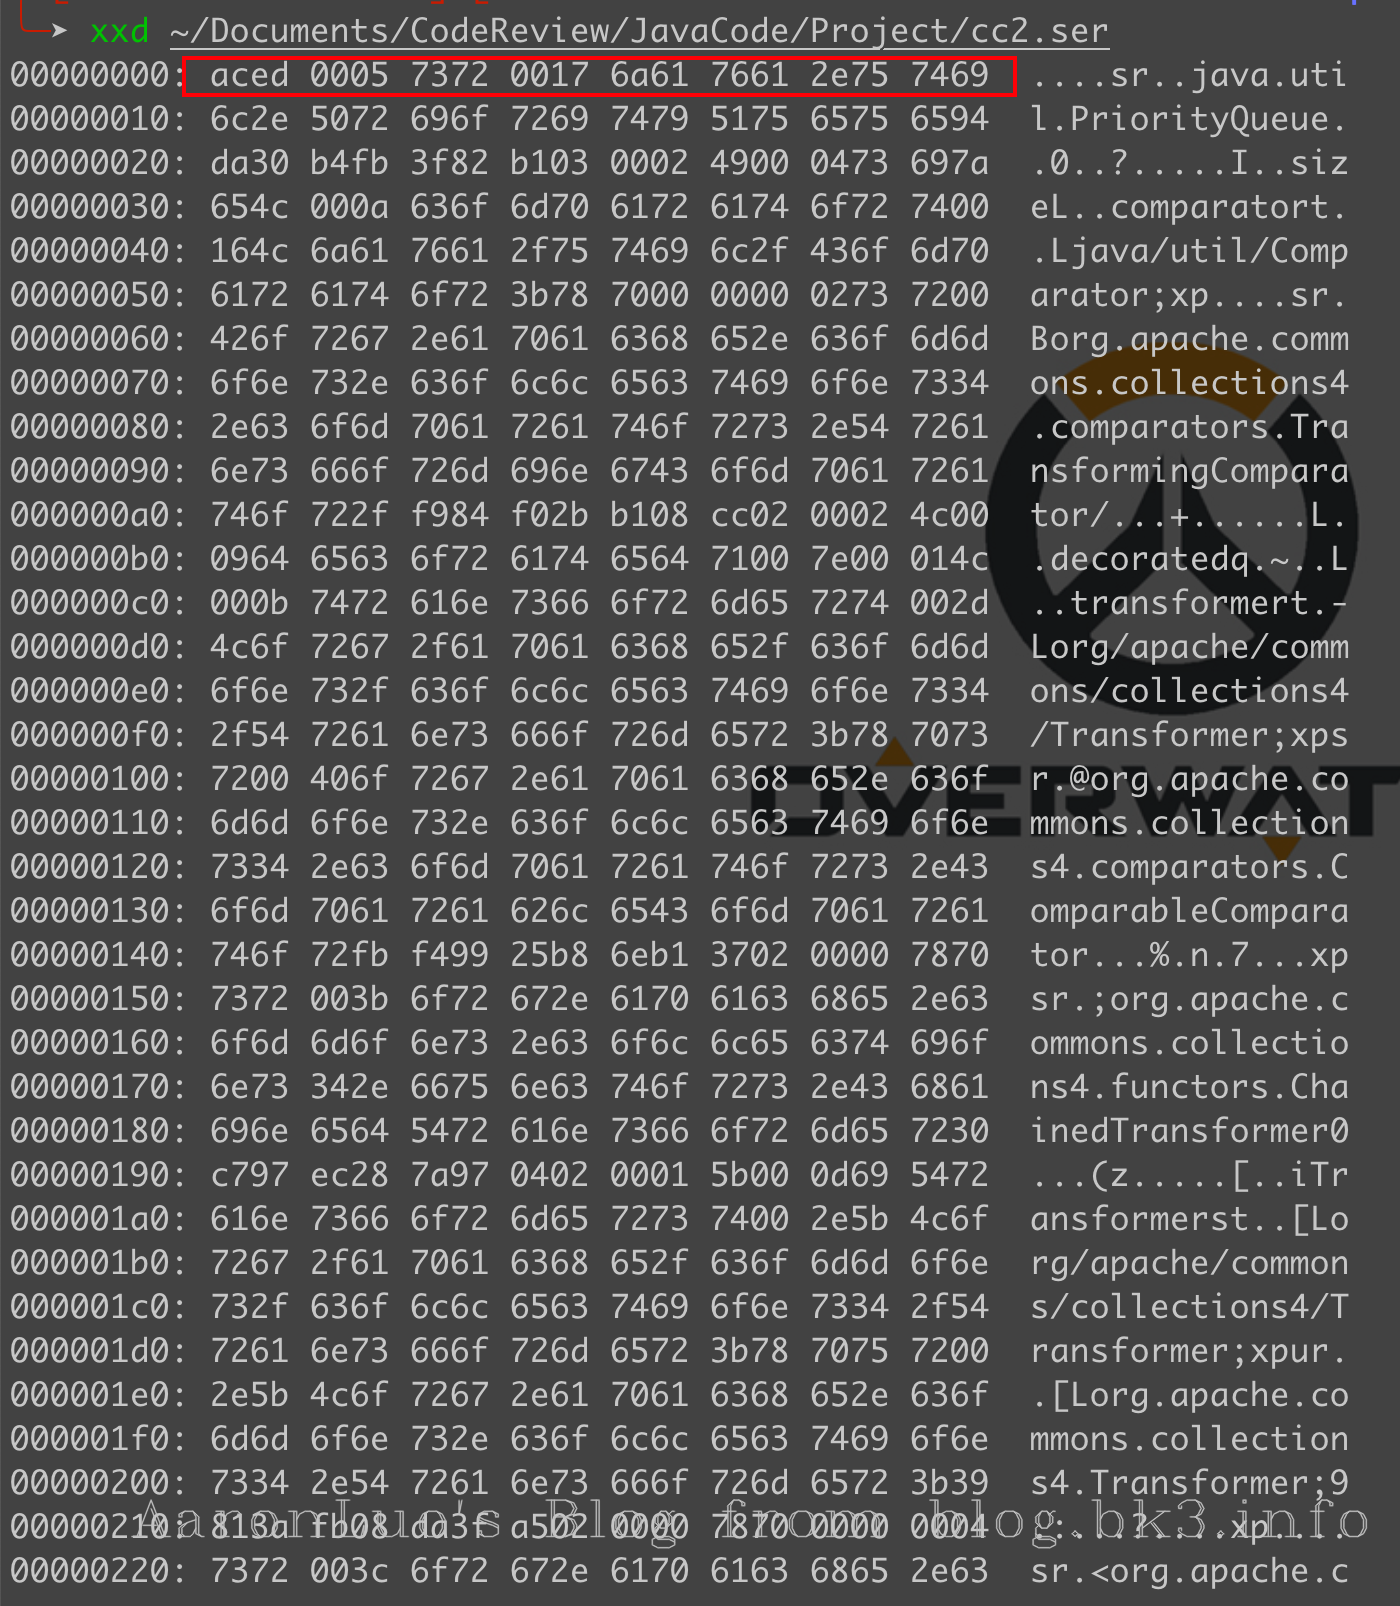 ➤ xxd ~/Documents/CodeReview/JavaCode/Project/cc2.ser
00000000: aced 0005 7372 0017 6a61 7661 2e75 7469  ....sr..java.uti
00000010: 6c2e 5072 696f 7269 7479 5175 6575 6594  l.PriorityQueue.
00000020: da30 b4fb 3f82 b103 0002 4900 0473 697a  .0..?.....I..siz
00000030: 654c 000a 636f 6d70 6172 6174 6f72 7400  eL..comparatort.
00000040: 164c 6a61 7661 2f75 7469 6c2f 436f 6d70  .Ljava/util/Comp
00000050: 6172 6174 6f72 3b78 7000 0000 0273 7200  arator;xp....sr.
00000060: 426f 7267 2e61 7061 6368 652e 636f 6d6d  Borg.apache.comm
00000070: 6f6e 732e 636f 6c6c 6563 7469 6f6e 7334  ons.collections4
00000080: 2e63 6f6d 7061 7261 746f 7273 2e54 7261  .comparators.Tra
00000090: 6e73 666f 726d 696e 6743 6f6d 7061 7261  nsformingCompara
000000a0: 746f 722f f984 f02b b108 cc02 0002 4c00  tor/...+......L.
000000b0: 0964 6563 6f72 6174 6564 7100 7e00 014c  .decoratedq.~..L
000000c0: 000b 7472 616e 7366 6f72 6d65 7274 002d  ..transformert.-
000000d0: 4c6f 7267 2f61 7061 6368 652f 636f 6d6d  Lorg/apache/comm
000000e0: 6f6e 732f 636f 6c6c 6563 7469 6f6e 7334  ons/collections4
000000f0: 2f54 7261 6e73 666f 726d 6572 3b78 7073  /Transformer;xps
00000100: 7200 406f 7267 2e61 7061 6368 652e 636f  r.@org.apache.co
00000110: 6d6d 6f6e 732e 636f 6c6c 6563 7469 6f6e  mmons.collection
00000120: 7334 2e63 6f6d 7061 7261 746f 7273 2e43  s4.comparators.C
00000130: 6f6d 7061 7261 626c 6543 6f6d 7061 7261  omparableCompara
00000140: 746f 72fb f499 25b8 6eb1 3702 0000 7870  tor...%.n.7...xp
00000150: 7372 003b 6f72 672e 6170 6163 6865 2e63  sr.;org.apache.c
00000160: 6f6d 6d6f 6e73 2e63 6f6c 6c65 6374 696f  ommons.collectio
00000170: 6e73 342e 6675 6e63 746f 7273 2e43 6861  ns4.functors.Cha
00000180: 696e 6564 5472 616e 7366 6f72 6d65 7230  inedTransformer0
00000190: c797 ec28 7a97 0402 0001 5b00 0d69 5472  ...(z.....[..iTr
000001a0: 616e 7366 6f72 6d65 7273 7400 2e5b 4c6f  ansformerst..[Lo
000001b0: 7267 2f61 7061 6368 652f 636f 6d6d 6f6e  rg/apache/common
000001c0: 732f 636f 6c6c 6563 7469 6f6e 7334 2f54  s/collections4/T
000001d0: 7261 6e73 666f 726d 6572 3b78 7075 7200  ransformer;xpur.
000001e0: 2e5b 4c6f 7267 2e61 7061 6368 652e 636f  .[Lorg.apache.co
000001f0: 6d6d 6f6e 732e 636f 6c6c 6563 7469 6f6e  mmons.collection
00000200: 7334 2e54 7261 6e73 666f 726d 6572 3b39  s4.Transformer;9
00000210: 813a fb08 da3f a502 0000 7870 0000 0004  .:...?....xp....
AaronLuo's Blog from blog.bk3.info
00000220: 7372 003c 6f72 672e 6170 6163 6865 2e63  sr.<org.apache.c
OVERWAT